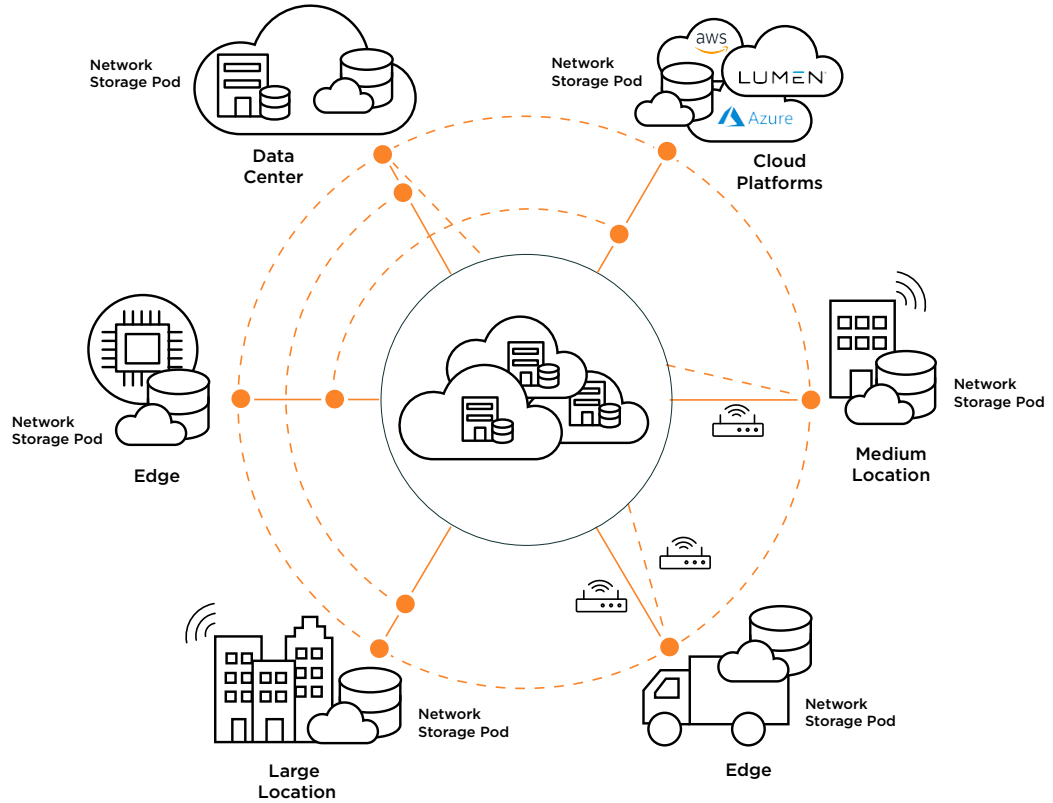 Network
Storage Pod
Data
Center
Network
Storage Pod
aws
LUMEN
Azure
Cloud
Platforms
Network
Storage Pod
Edge
Network
Storage Pod
Medium
Location
Network
Storage Pod
Large
Location
Network
Storage Pod
Edge